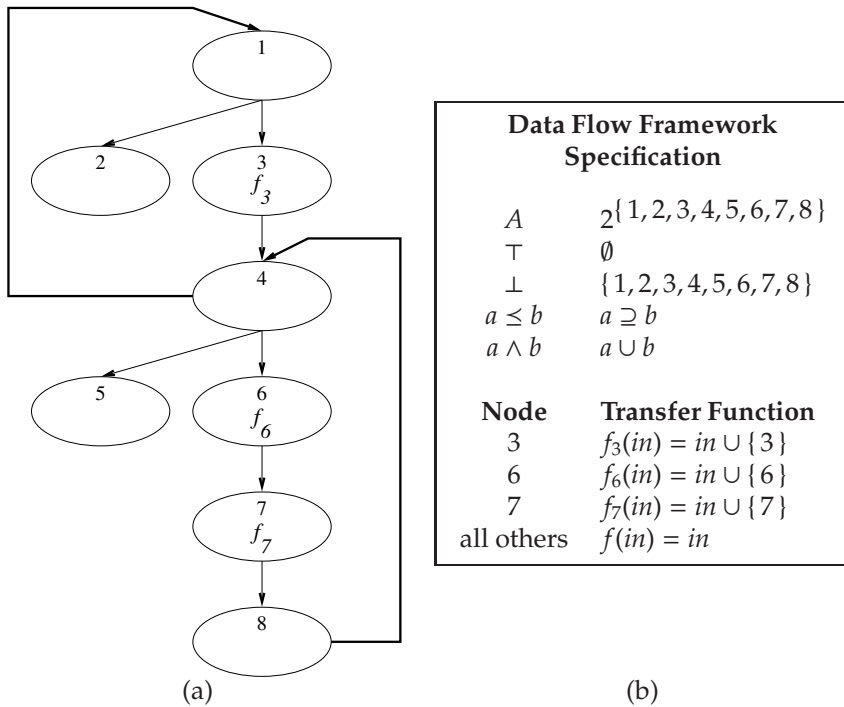 1
2
3
f3
4
5
6
f6
7
f7
8
(a)
Data Flow Framework
Specification
A 2{1, 2, 3, 4, 5, 6, 7, 8}
⊤ ∅
⊥ {1, 2, 3, 4, 5, 6, 7, 8}
a ⪯ b a ⊇ b
a ∧ b a ∪ b
Node Transfer Function
3 f3(in) = in ∪ {3}
6 f6(in) = in ∪ {6}
7 f7(in) = in ∪ {7}
all others f(in) = in
(b)